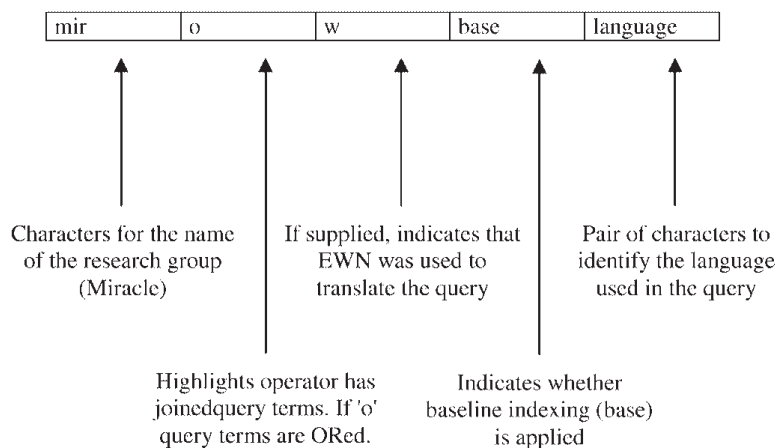 mir o w base language
Characters for the name
of the research group
(Miracle)
If supplied, indicates that
EWN was used to
translate the query
Pair of characters to
identify the language
used in the query
Highlights operator has
joinedquery terms. If 'o'
query terms are ORed.
Indicates whether
baseline indexing (base)
is applied